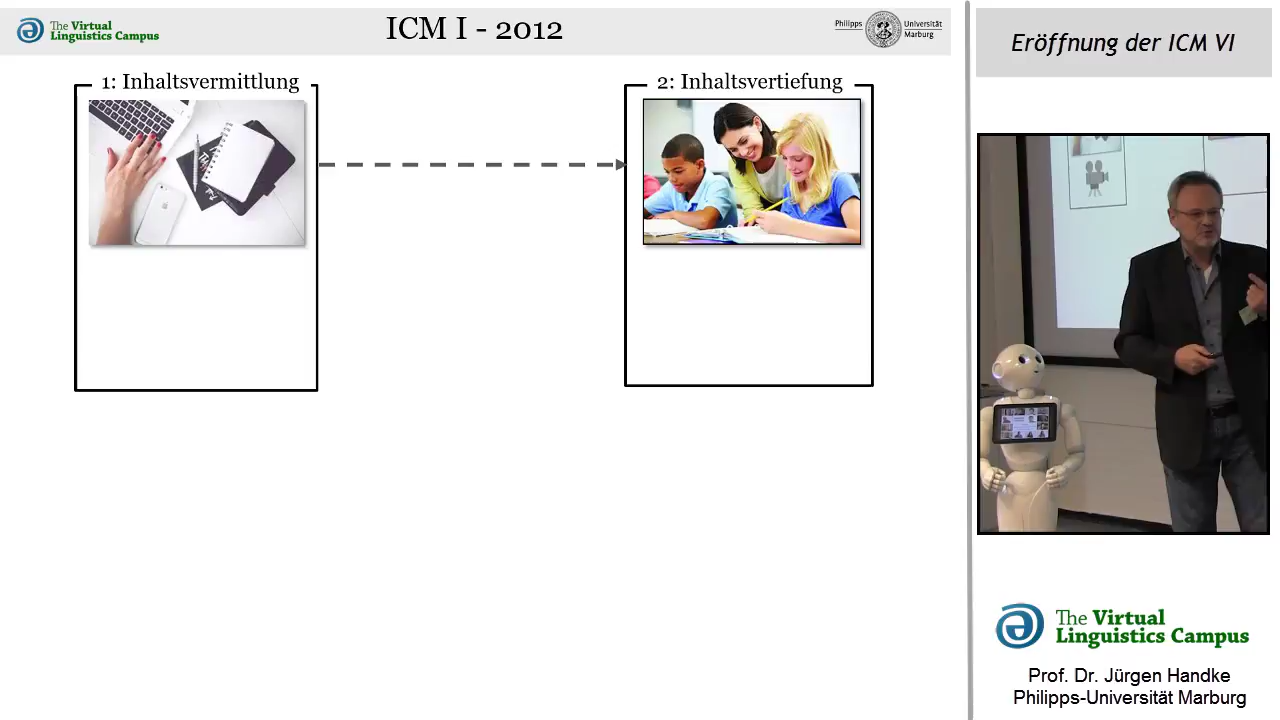 The Virtual
Linguistics Campus
ICM I - 2012
Philipps
Universität
Marburg
Eröffnung der ICM VI
1: Inhaltsvermittlung
2: Inhaltsvertiefung
The Virtual
Linguistics Campus
Prof. Dr. Jürgen Handke
Philipps-Universität Marburg